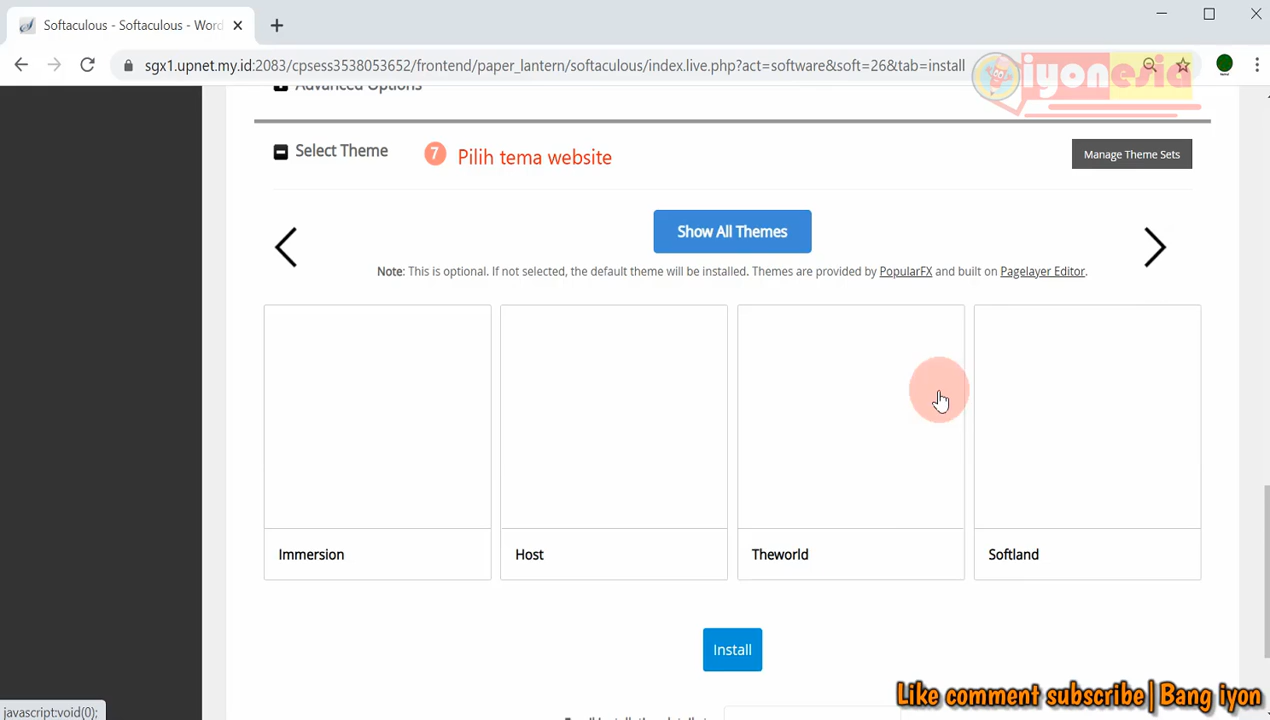 Softaculous - Softaculous - Word
sgx1.upnet.my.id:2083/cpsess3538053652/frontend/paper_lantern/softaculous/index.live.php?act=software&soft=26&tab=install
iyonesia
Advanced Options
Select Theme
7 Pilih tema website
Manage Theme Sets
Show All Themes
Note: This is optional. If not selected, the default theme will be installed. Themes are provided by PopularFX and built on Pagelayer Editor.
Immersion
Host
Theworld
Softland
Install
Like comment subscribe| Bang iyon
javascript:void(0);